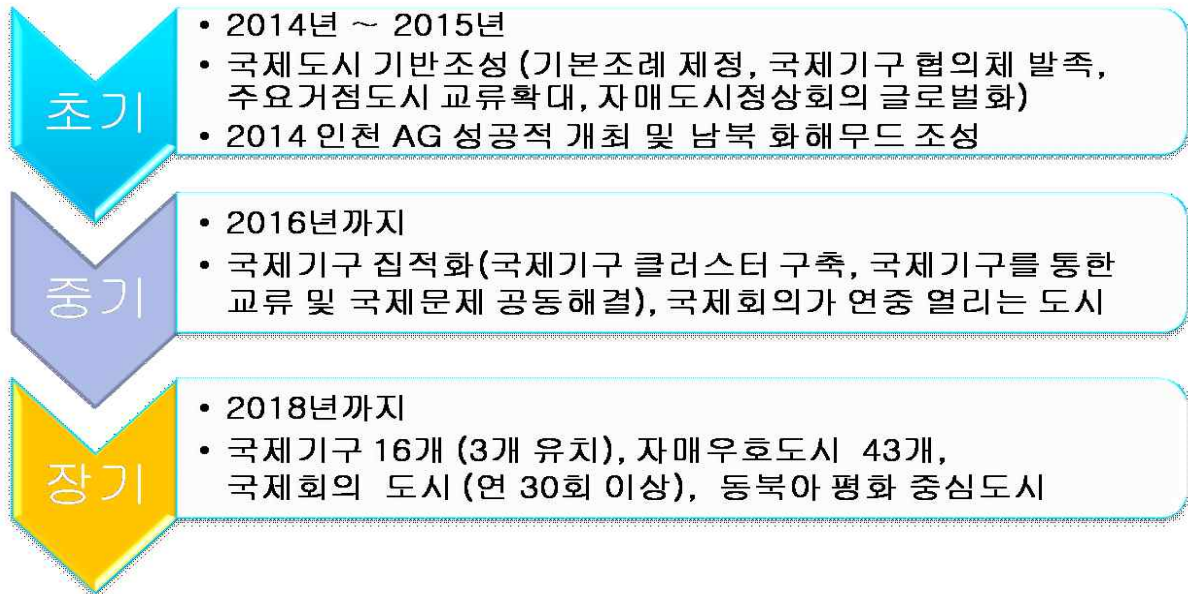 초기
• 2014년 ~ 2015년
• 국제도시 기반조성 (기본조례 제정, 국제기구 협의체 발족,
주요거점도시 교류확대, 자매도시정상회의 글로벌화)
• 2014 인천 AG 성공적 개최 및 남북 화해무드 조성
중기
• 2016년까지
• 국제기구 집적화(국제기구 클러스터 구축, 국제기구를 통한
교류 및 국제문제 공동해결), 국제회의가 연중 열리는 도시
장기
• 2018년까지
• 국제기구 16개 (3개 유치), 자매우호도시 43개,
국제회의 도시 (연 30회 이상), 동북아 평화 중심도시